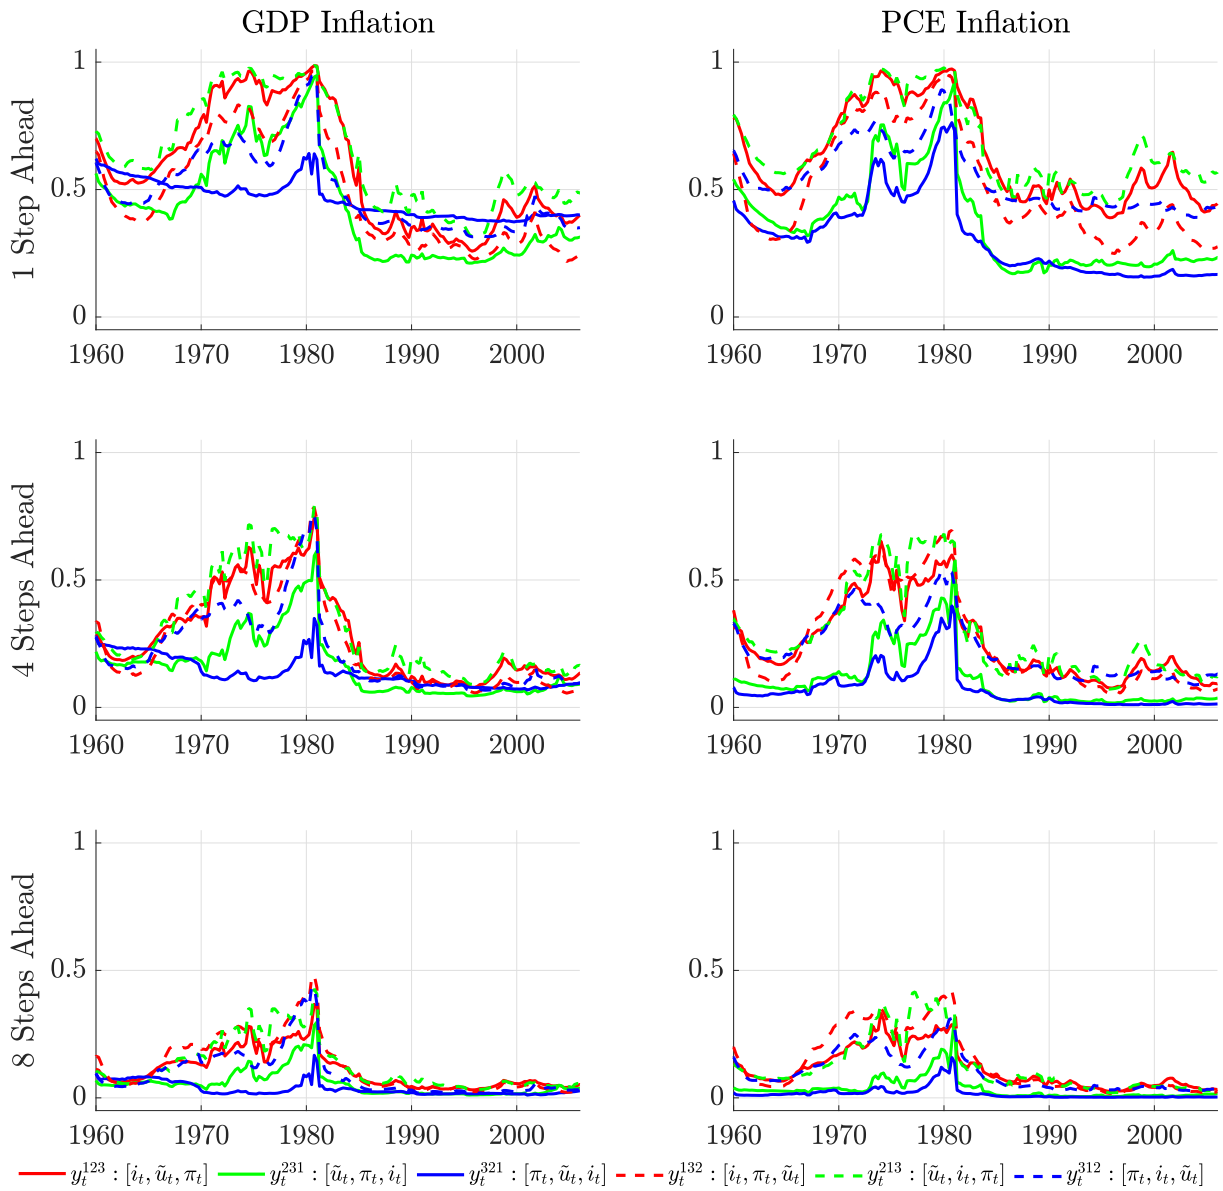 GDP Inflation PCE Inflation
1 Step Ahead
1 1
0.5 0.5
0 0
1960 1970 1980 1990 2000 1960 1970 1980 1990 2000
4 Steps Ahead
1 1
0.5 0.5
0 0
1960 1970 1980 1990 2000 1960 1970 1980 1990 2000
8 Steps Ahead
1 1
0.5 0.5
0 0
1960 1970 1980 1990 2000 1960 1970 1980 1990 2000
y_t^{123} : [i_t, ũ_t, π_t] y_t^{231} : [ũ_t, π_t, i_t] y_t^{321} : [π_t, ũ_t, i_t] y_t^{132} : [i_t, π_t, ũ_t] y_t^{213} : [ũ_t, i_t, π_t] y_t^{312} : [π_t, i_t, ũ_t]